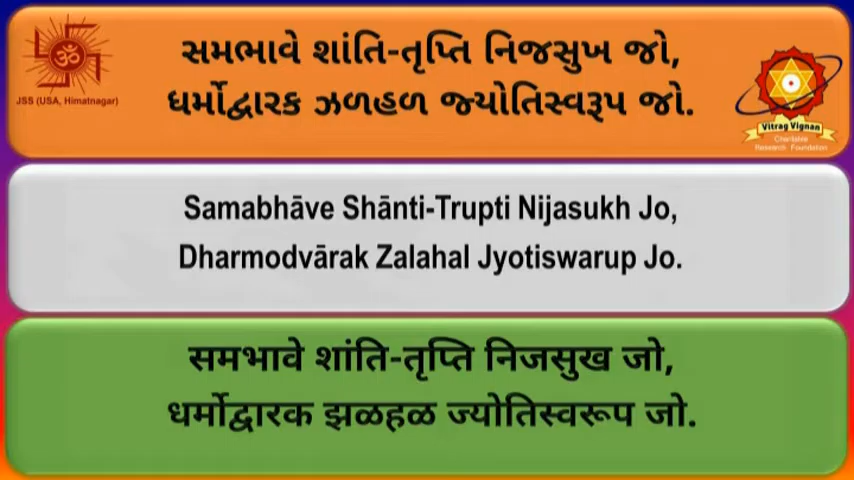 સમભાવે શાંતિ-તૃપ્તિ નિજસુખ જો,
ધર્મોદ્વારક ઝળહળ જ્યોતિસ્વરૂપ જો.
ॐ
JSS (USA, Himatnagar)
Vitrag Vignan
Charitable
Research Foundation
Samabhāve Shānti-Trupti Nijasukh Jo,
Dharmodvārak Zalahal Jyotiswarup Jo.
समभावे शांति-तृप्ति निजसुख जो,
धर्मोद्वारक झळहळ ज्योतिस्वरूप जो.